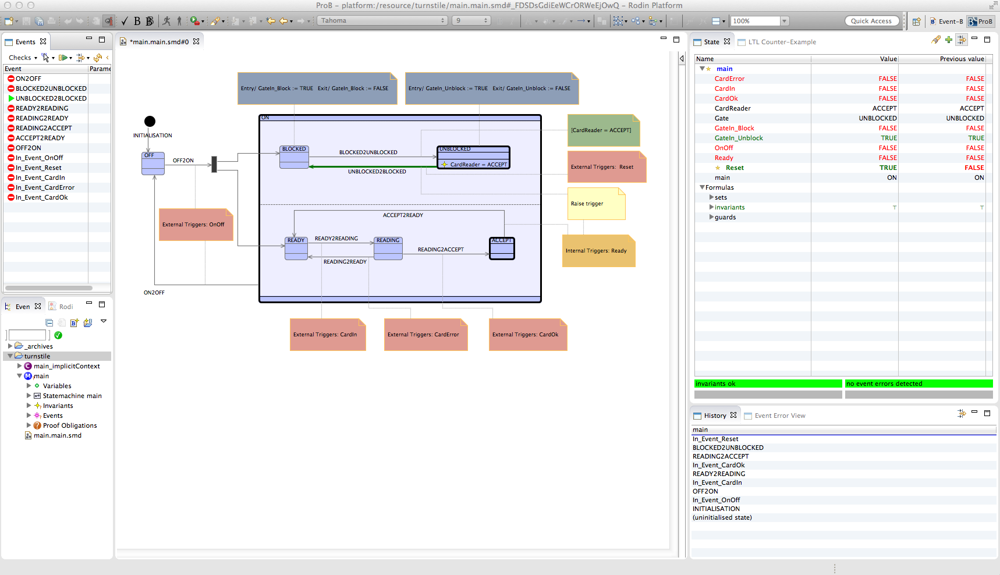 ProB – platform:/resource/turnstile/main.main.smd#_FDSDsGdiEeWCrORWeEjOwQ – Rodin Platform
Tahoma
9
100%
Quick Access
Event-B
ProB
Events
Checks
Event Parame
ON2OFF
BLOCKED2UNBLOCKED
UNBLOCKED2BLOCKED
READY2READING
READING2READY
READING2ACCEPT
ACCEPT2READY
OFF2ON
In_Event_OnOff
In_Event_Reset
In_Event_CardIn
In_Event_CardError
In_Event_CardOk
Even
Rodi
_archives
turnstile
main_implicitContext
main
Variables
Statemachine main
Invariants
Events
Proof Obligations
main.main.smd
*main.main.smd#0
Entry/ GateIn_Block := TRUE Exit/ GateIn_Block := FALSE
Entry/ GateIn_Unblock := TRUE Exit/ GateIn_Unblock := FALSE
ON
INITIALISATION
[CardReader = ACCEPT]
BLOCKED
UNBLOCKED
BLOCKED2UNBLOCKED
OFF
OFF2ON
CardReader = ACCEPT
UNBLOCKED2BLOCKED
External Triggers: Reset
Raise trigger
ACCEPT2READY
External Triggers: OnOff
READY
READY2READING
READING
ACCEPT
READING2ACCEPT
Internal Triggers: Ready
READING2READY
ON2OFF
External Triggers: CardIn
External Triggers: CardError
External Triggers: CardOk
State
LTL Counter-Example
Name Value Previous value
main
CardError FALSE FALSE
CardIn FALSE FALSE
CardOk FALSE FALSE
CardReader ACCEPT ACCEPT
Gate UNBLOCKED UNBLOCKED
GateIn_Block FALSE FALSE
GateIn_Unblock TRUE TRUE
OnOff FALSE FALSE
Ready FALSE FALSE
Reset TRUE FALSE
main ON ON
Formulas
sets
invariants ⊤ ⊤
guards
invariants ok
no event errors detected
History
Event Error View
main
In_Event_Reset
BLOCKED2UNBLOCKED
READING2ACCEPT
In_Event_CardOk
READY2READING
In_Event_CardIn
OFF2ON
In_Event_OnOff
INITIALISATION
(uninitialised state)